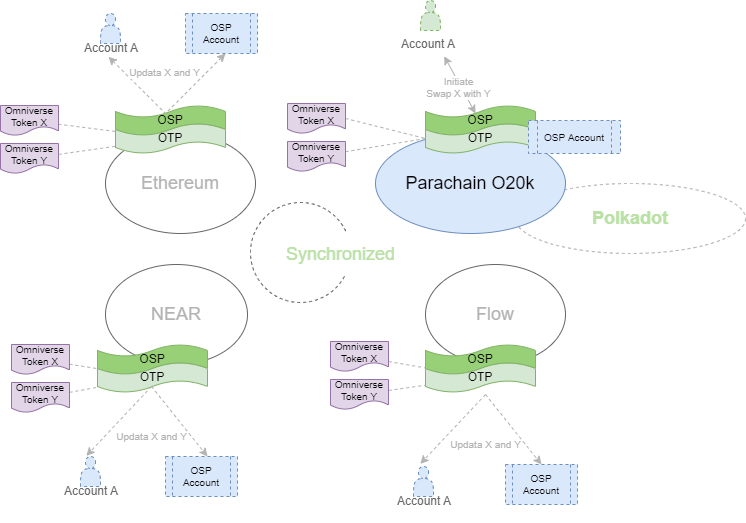 Account A
OSP
Account
Updata X and Y
Omniverse
Token X
Omniverse
Token Y
OSP
OTP
Ethereum
Account A
Initiate
Swap X with Y
Omniverse
Token X
Omniverse
Token Y
OSP
OTP
OSP Account
Parachain O20k
Polkadot
Synchronized
NEAR
Omniverse
Token X
Omniverse
Token Y
OSP
OTP
Updata X and Y
Account A
OSP
Account
Flow
Omniverse
Token X
Omniverse
Token Y
OSP
OTP
Updata X and Y
Account A
OSP
Account